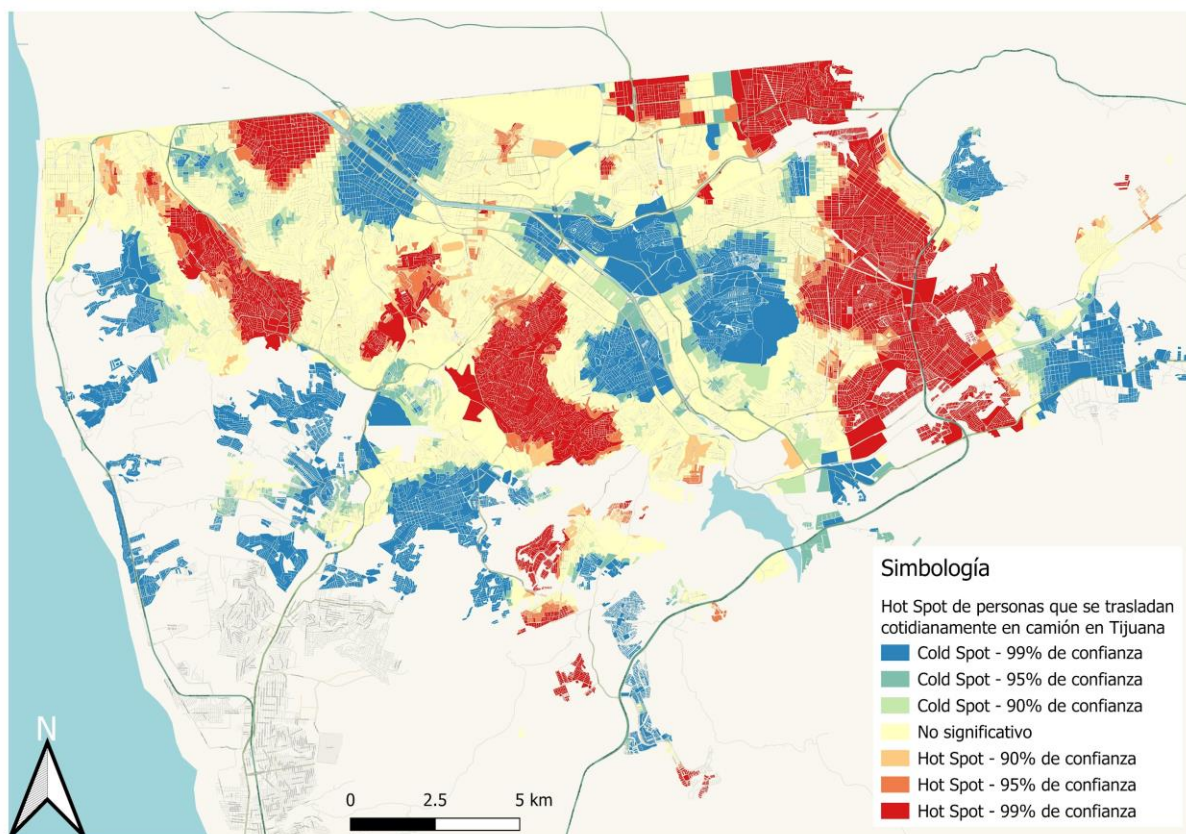 Simbología
Hot Spot de personas que se trasladan
cotidianamente en camión en Tijuana
Cold Spot - 99% de confianza
Cold Spot - 95% de confianza
Cold Spot - 90% de confianza
No significativo
Hot Spot - 90% de confianza
Hot Spot - 95% de confianza
Hot Spot - 99% de confianza
N
0 2.5 5 km